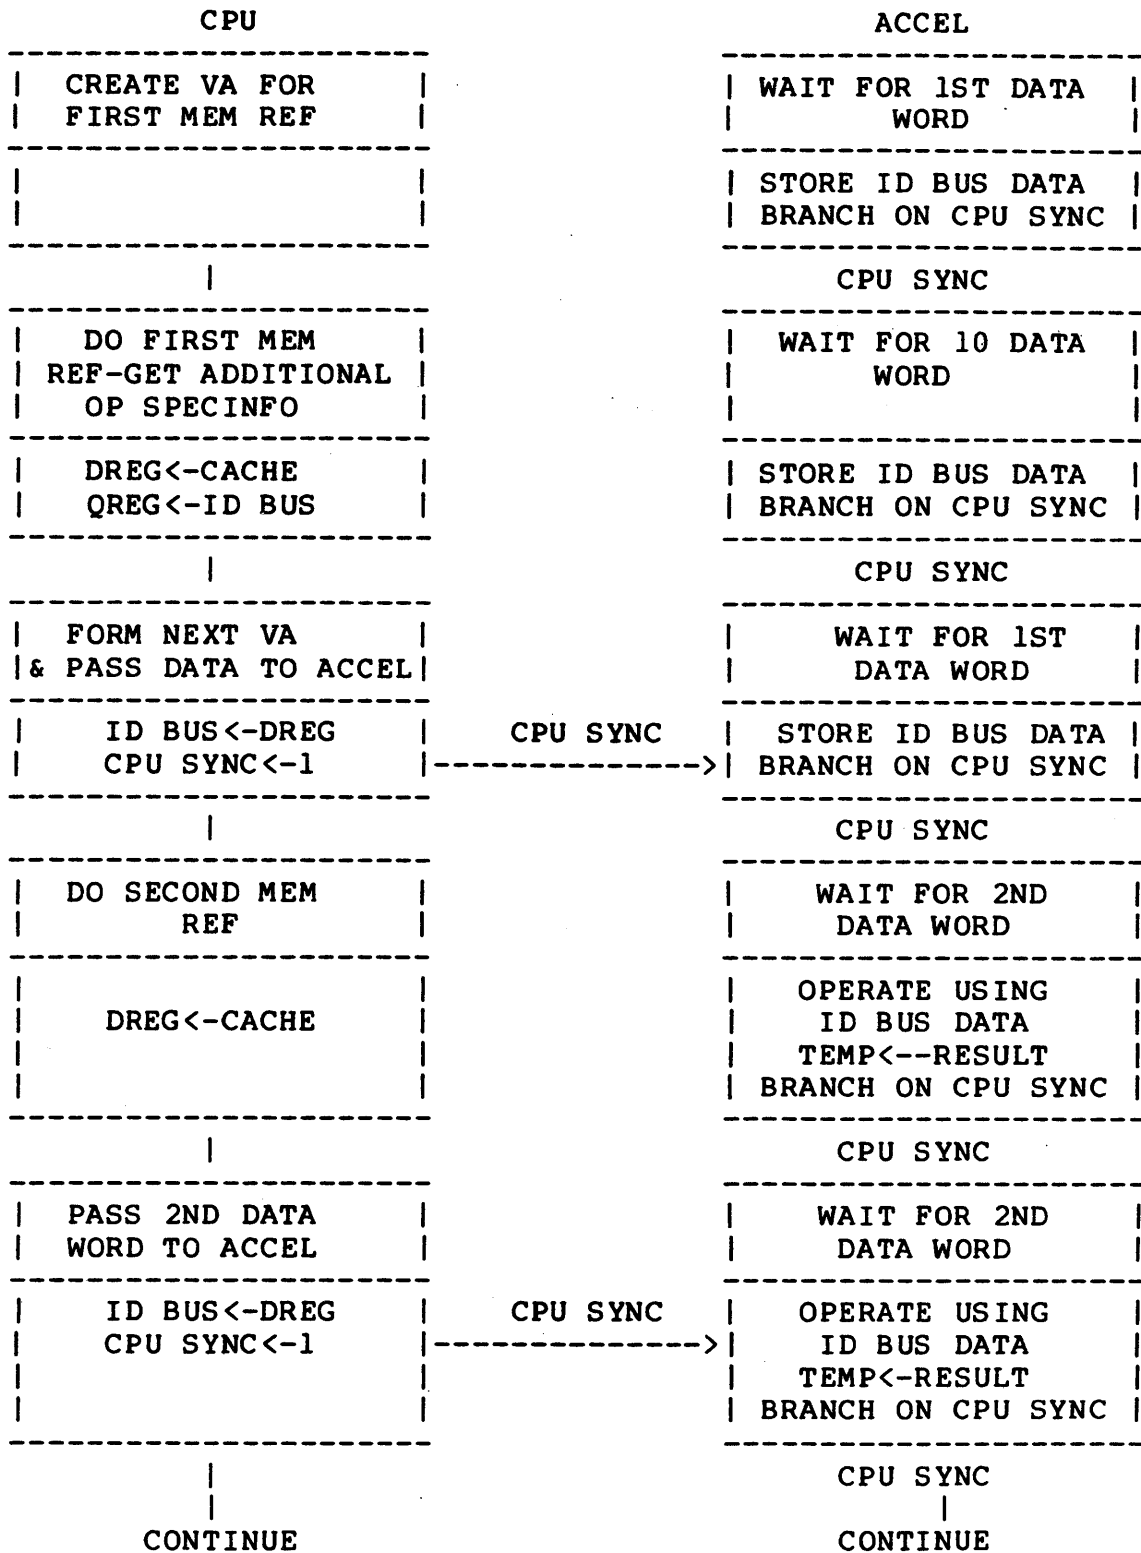 CPU ACCEL
CREATE VA FOR WAIT FOR 1ST DATA
FIRST MEM REF WORD
STORE ID BUS DATA
BRANCH ON CPU SYNC
CPU SYNC
DO FIRST MEM WAIT FOR 10 DATA
REF-GET ADDITIONAL WORD
OP SPECINFO
DREG<-CACHE STORE ID BUS DATA
QREG<-ID BUS BRANCH ON CPU SYNC
CPU SYNC
FORM NEXT VA WAIT FOR 1ST
& PASS DATA TO ACCEL DATA WORD
ID BUS<-DREG CPU SYNC STORE ID BUS DATA
CPU SYNC<-1 BRANCH ON CPU SYNC
CPU SYNC
DO SECOND MEM WAIT FOR 2ND
REF DATA WORD
OPERATE USING
DREG<-CACHE ID BUS DATA
TEMP<--RESULT
BRANCH ON CPU SYNC
CPU SYNC
PASS 2ND DATA WAIT FOR 2ND
WORD TO ACCEL DATA WORD
ID BUS<-DREG CPU SYNC OPERATE USING
CPU SYNC<-1 ID BUS DATA
TEMP<-RESULT
BRANCH ON CPU SYNC
CPU SYNC
CONTINUE CONTINUE